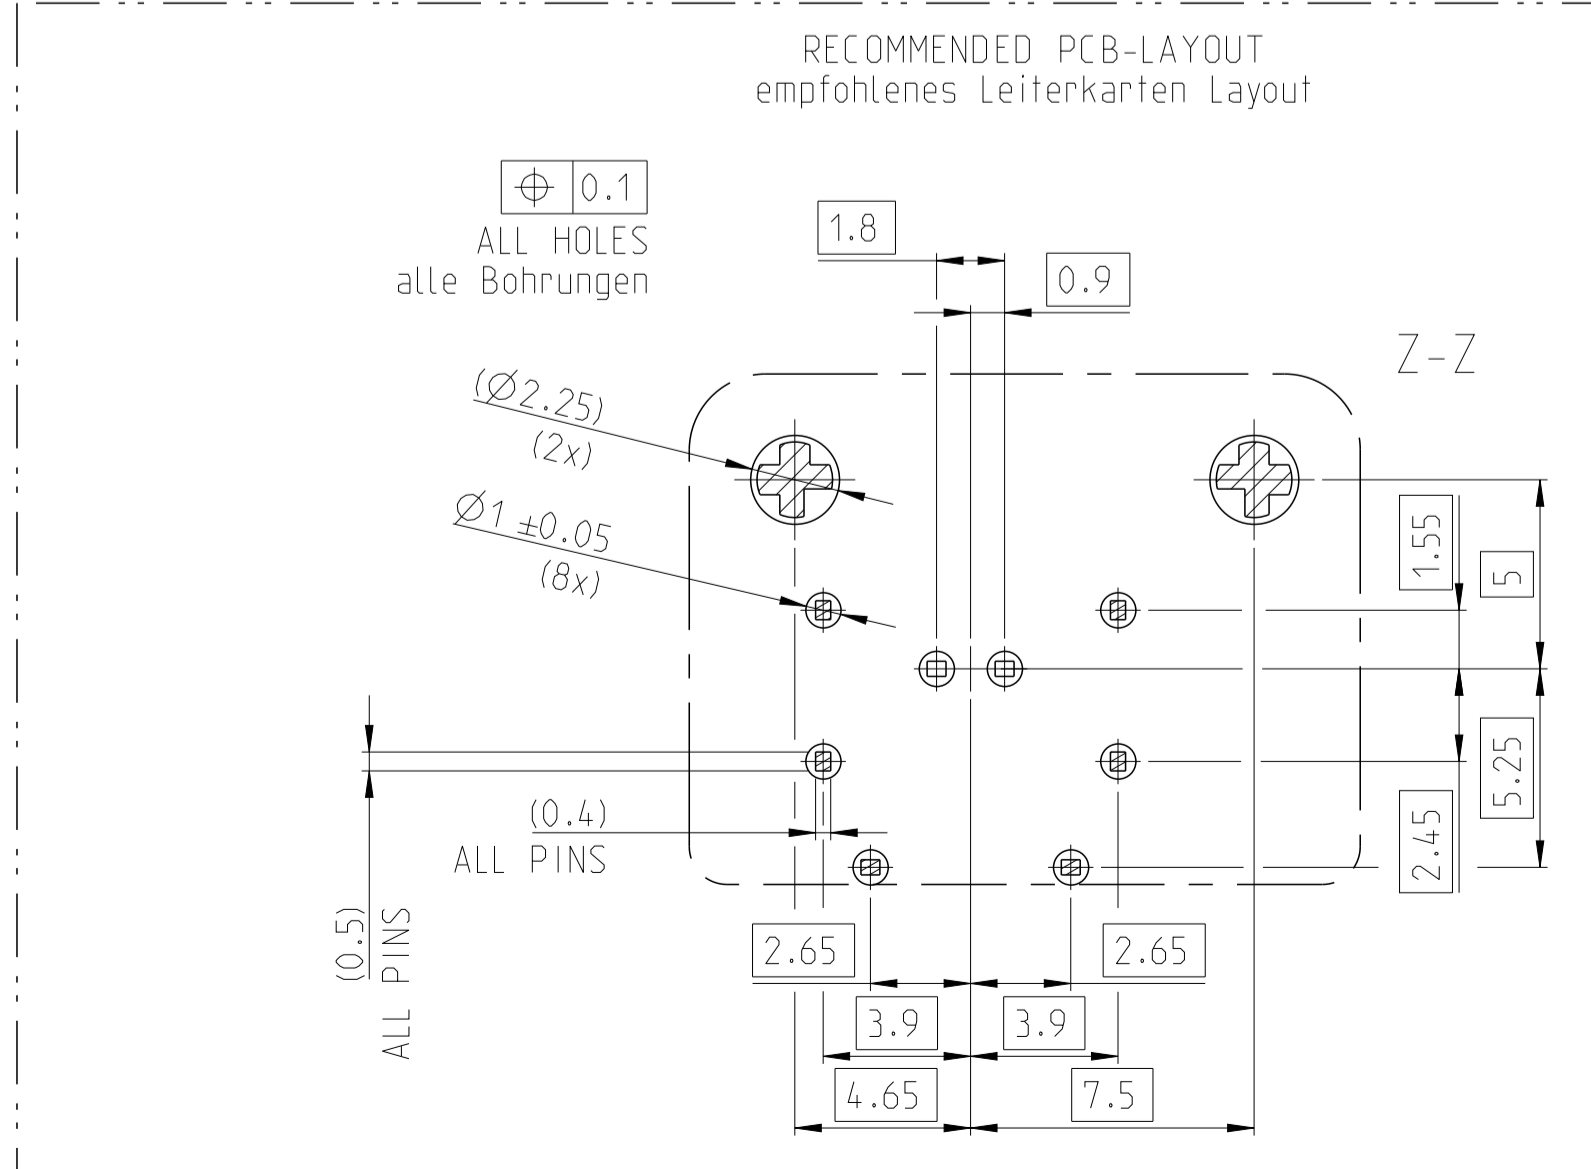 RECOMMENDED PCB-LAYOUT
empfohlenes Leiterkarten Layout
0.1
ALL HOLES
alle Bohrungen
1.8
0.9
Z-Z
(Ø2.25)
(2x)
Ø1 ±0.05
(8x)
1.55
5
5.25
2.45
(0.4)
ALL PINS
(0.5)
ALL PINS
2.65
2.65
3.9
3.9
4.65
7.5